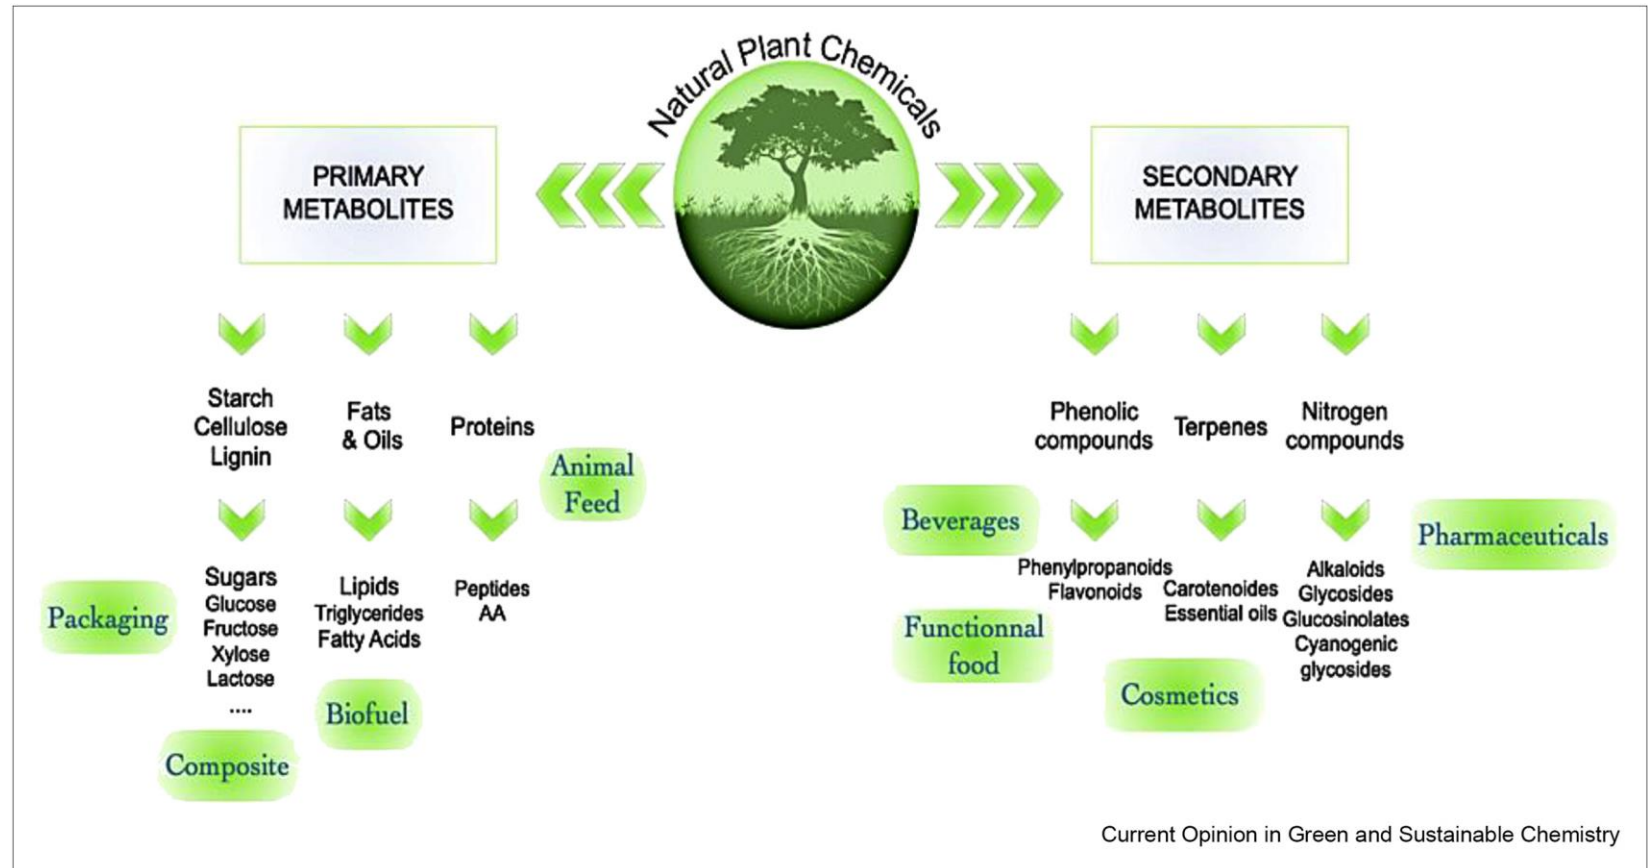 Natural Plant Chemicals
PRIMARY
METABOLITES
SECONDARY
METABOLITES
Starch
Cellulose
Lignin
Fats
& Oils
Proteins
Animal
Feed
Sugars
Glucose
Fructose
Xylose
Lactose
....
Lipids
Triglycerides
Fatty Acids
Peptides
AA
Packaging
Biofuel
Composite
Phenolic
compounds
Terpenes
Nitrogen
compounds
Beverages
Pharmaceuticals
Phenylpropanoids
Flavonoids
Carotenoides
Essential oils
Alkaloids
Glycosides
Glucosinolates
Cyanogenic
glycosides
Functionnal
food
Cosmetics
Current Opinion in Green and Sustainable Chemistry